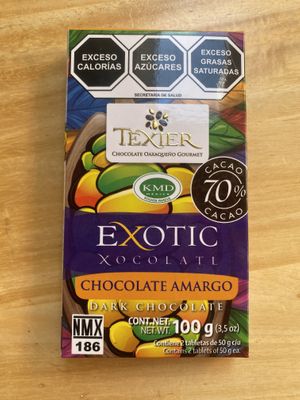 EXCESO
CALORÍAS
EXCESO
AZÚCARES
EXCESO
GRASAS
SATURADAS
SECRETARÍA DE SALUD
TEXIER
CHOCOLATE OAXAQUEÑO GOURMET
KMD
MÉXICO
CACAO
70%
CACAO
EXOTIC
XOCOLATL
CHOCOLATE AMARGO
DARK CHOCOLATE
CONT. NET.
NET WT.
100 g (3,5 oz)
Contiene 2 tabletas de 50 g c/u
Contains 2 tablets of 50 g ea.
NMX
186